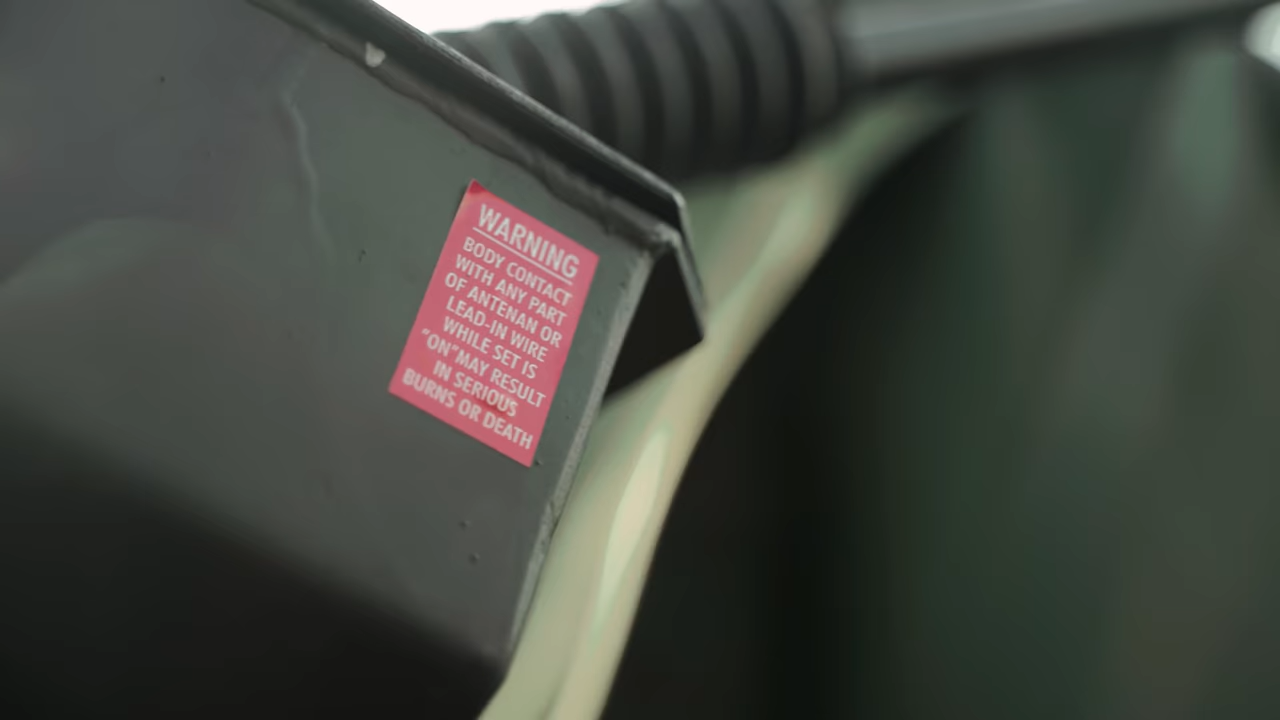 WARNING
BODY CONTACT
WITH ANY PART
OF ANTENAN OR
LEAD-IN WIRE
WHILE SET IS
"ON"MAY RESULT
IN SERIOUS
BURNS OR DEATH